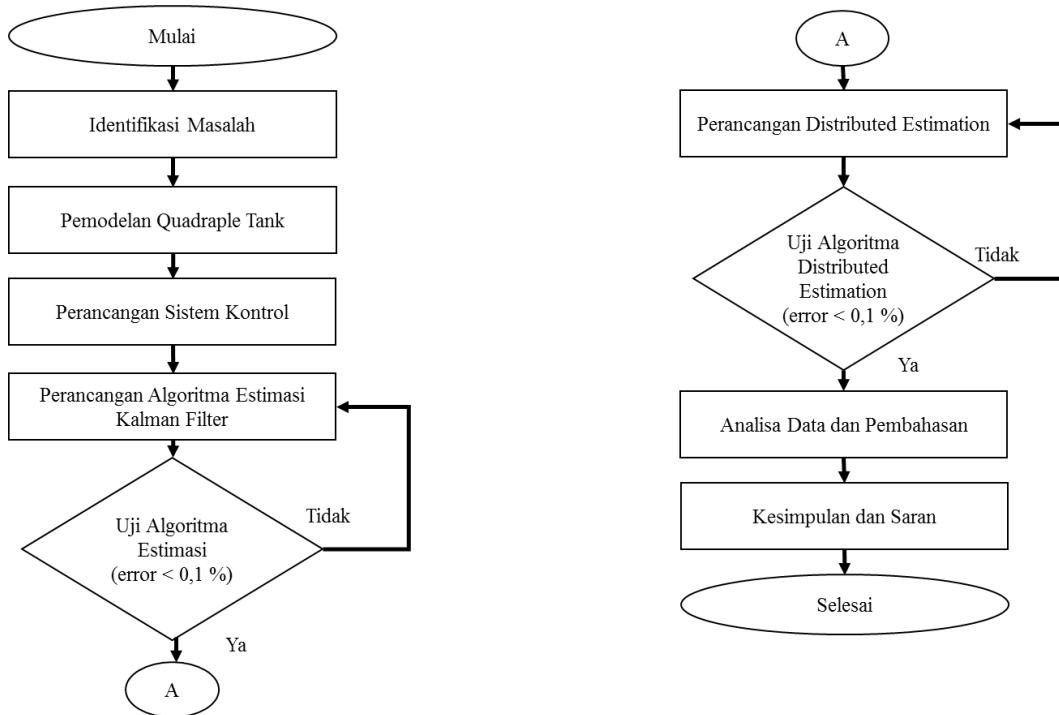 Mulai
Identifikasi Masalah
Pemodelan Quadraple Tank
Perancangan Sistem Kontrol
Perancangan Algoritma Estimasi
Kalman Filter
Uji Algoritma
Estimasi
(error < 0,1 %)
Tidak
Ya
A
A
Perancangan Distributed Estimation
Uji Algoritma
Distributed
Estimation
(error < 0,1 %)
Tidak
Ya
Analisa Data dan Pembahasan
Kesimpulan dan Saran
Selesai